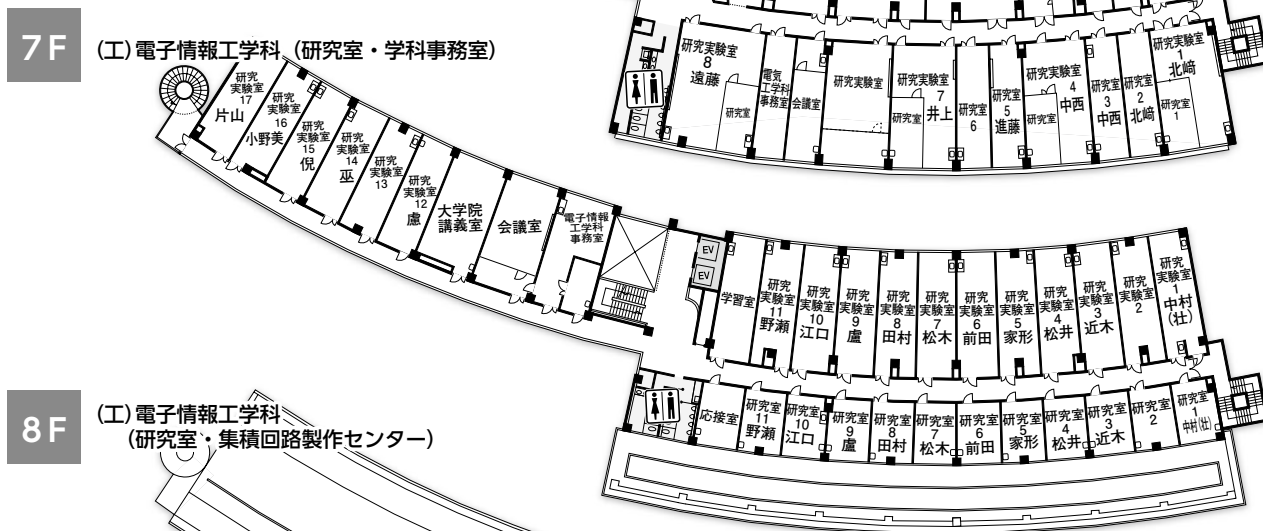 7F
（工）電子情報工学科（研究室・学科事務室）
研究
実験室
17
片山
研究
実験室
16
小野美
研究
実験室
15
倪
研究
実験室
14
巫
研究
実験室
13
研究
実験室
12
慮
大学院
講義室
会議室
電子情報
工学科
事務室
EV
EV
研究実験室
8
遠藤
研究室
電気
工学科
事務室
会議室
研究実験室
研究実験室
7
井上
研究室
研究室
6
研究室
5
進藤
研究実験室
4
中西
研究室
研究室
3
中西
研究室
2
北﨑
研究実験室
1
北﨑
研究室
1
学習室
研究
実験室
11
野瀬
研究
実験室
10
江口
研究
実験室
9
盧
研究
実験室
8
田村
研究
実験室
7
松木
研究
実験室
6
前田
研究
実験室
5
家形
研究
実験室
4
松井
研究
実験室
3
近木
研究
実験室
2
研究
実験室
1
中村
（壮）
応接室
研究室
11
野瀬
研究室
10
江口
研究室
9
盧
研究室
8
田村
研究室
7
松木
研究室
6
前田
研究室
5
家形
研究室
4
松井
研究室
3
近木
研究室
2
研究室
1
中村（壮）
8F
（工）電子情報工学科
（研究室・集積回路製作センター）